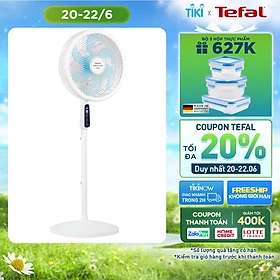 20-22/6
TIKI x Tefal
BỘ 3 HỘP THỰC PHẨM
627K
COUPON TEFAL
TỐI ĐA 20%
Duy nhất 20-22.06
TIKINOW
GIAO NHANH
TRONG 2H
FREESHIP
KHÔNG GIỚI HẠN
COUPON
THANH TOÁN
GIẢM TỚI
400K
ZaloPay
HOME CREDIT
LOTTE
FINANCE
*Số lượng quà tặng có hạn
*Kiểm tra giỏ hàng trước khi thanh toán